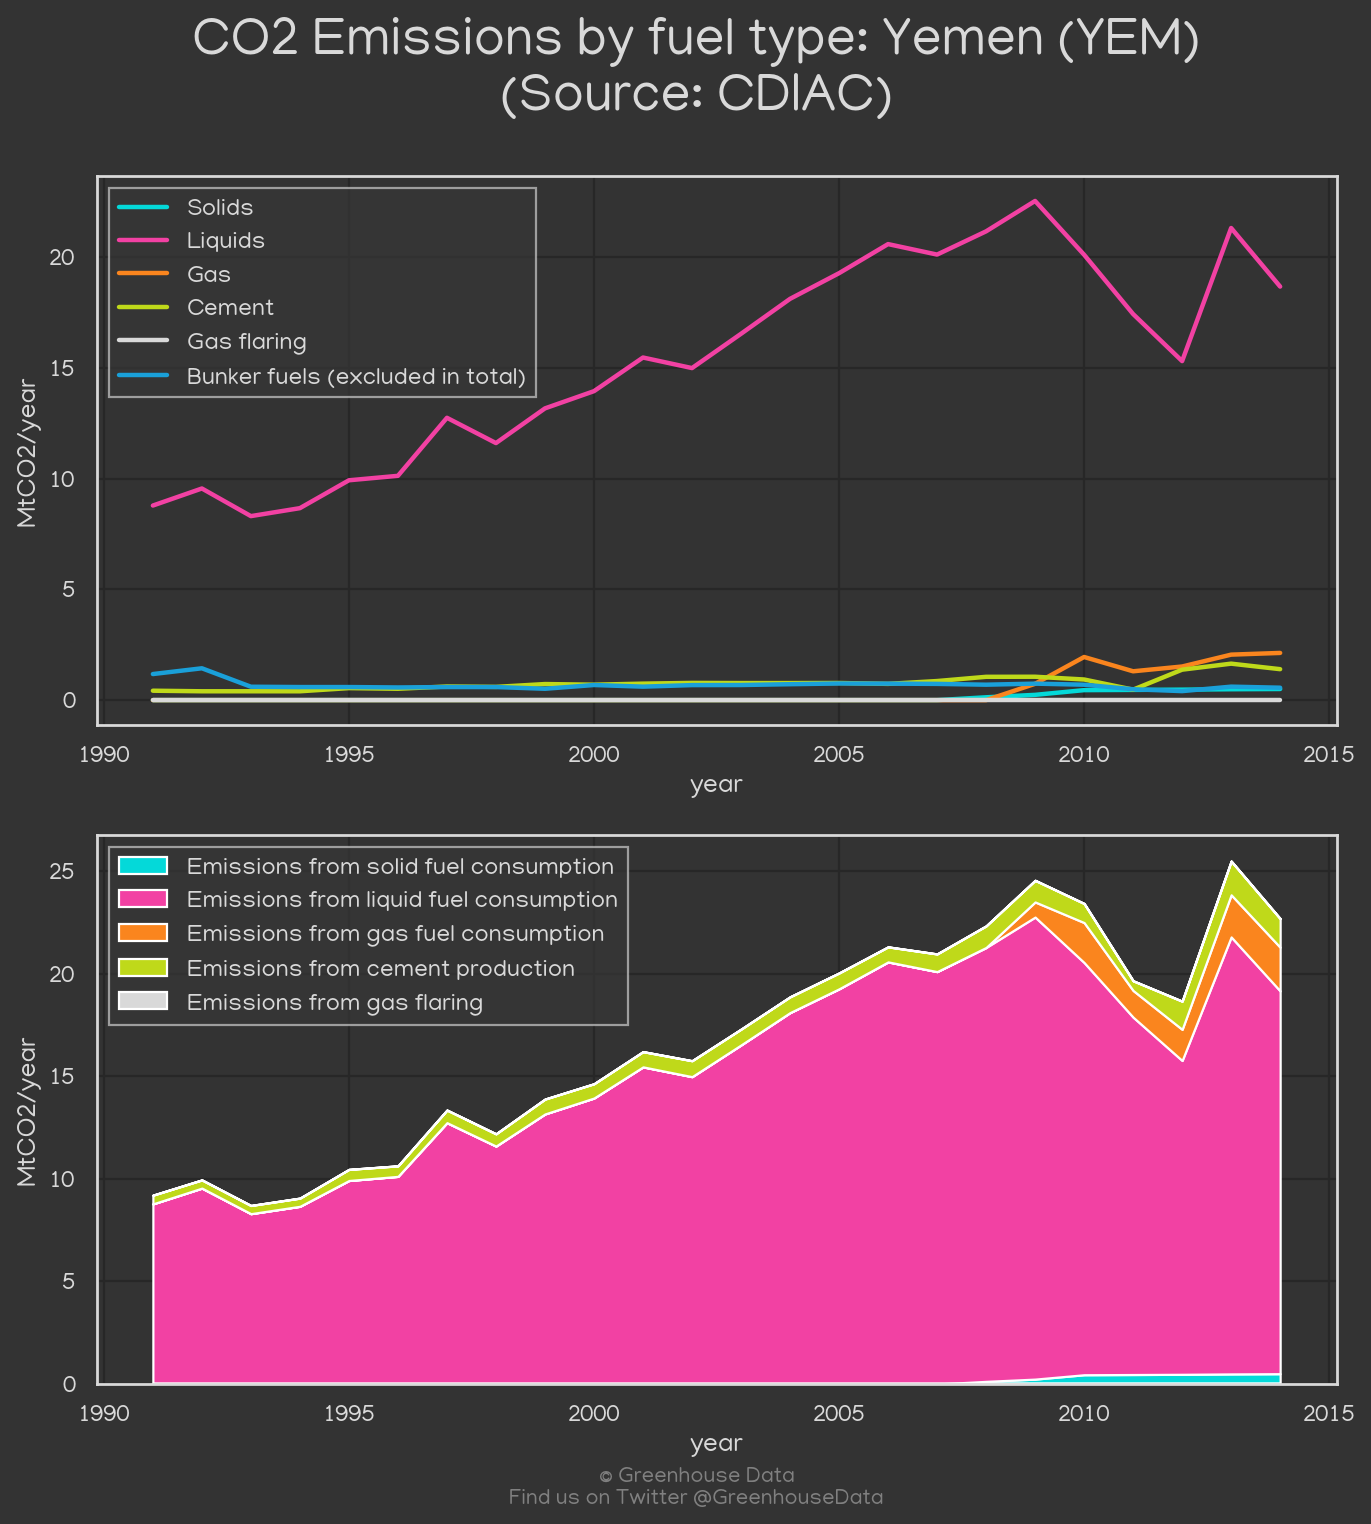 CO2 Emissions by fuel type: Yemen (YEM)
(Source: CDIAC)
Solids
Liquids
Gas
Cement
Gas flaring
Bunker fuels (excluded in total)
MtCO2/year
20
15
10
5
0
1990 1995 2000 2005 2010 2015
year
Emissions from solid fuel consumption
Emissions from liquid fuel consumption
Emissions from gas fuel consumption
Emissions from cement production
Emissions from gas flaring
MtCO2/year
25
20
15
10
5
0
1990 1995 2000 2005 2010 2015
year
© Greenhouse Data
Find us on Twitter @GreenhouseData